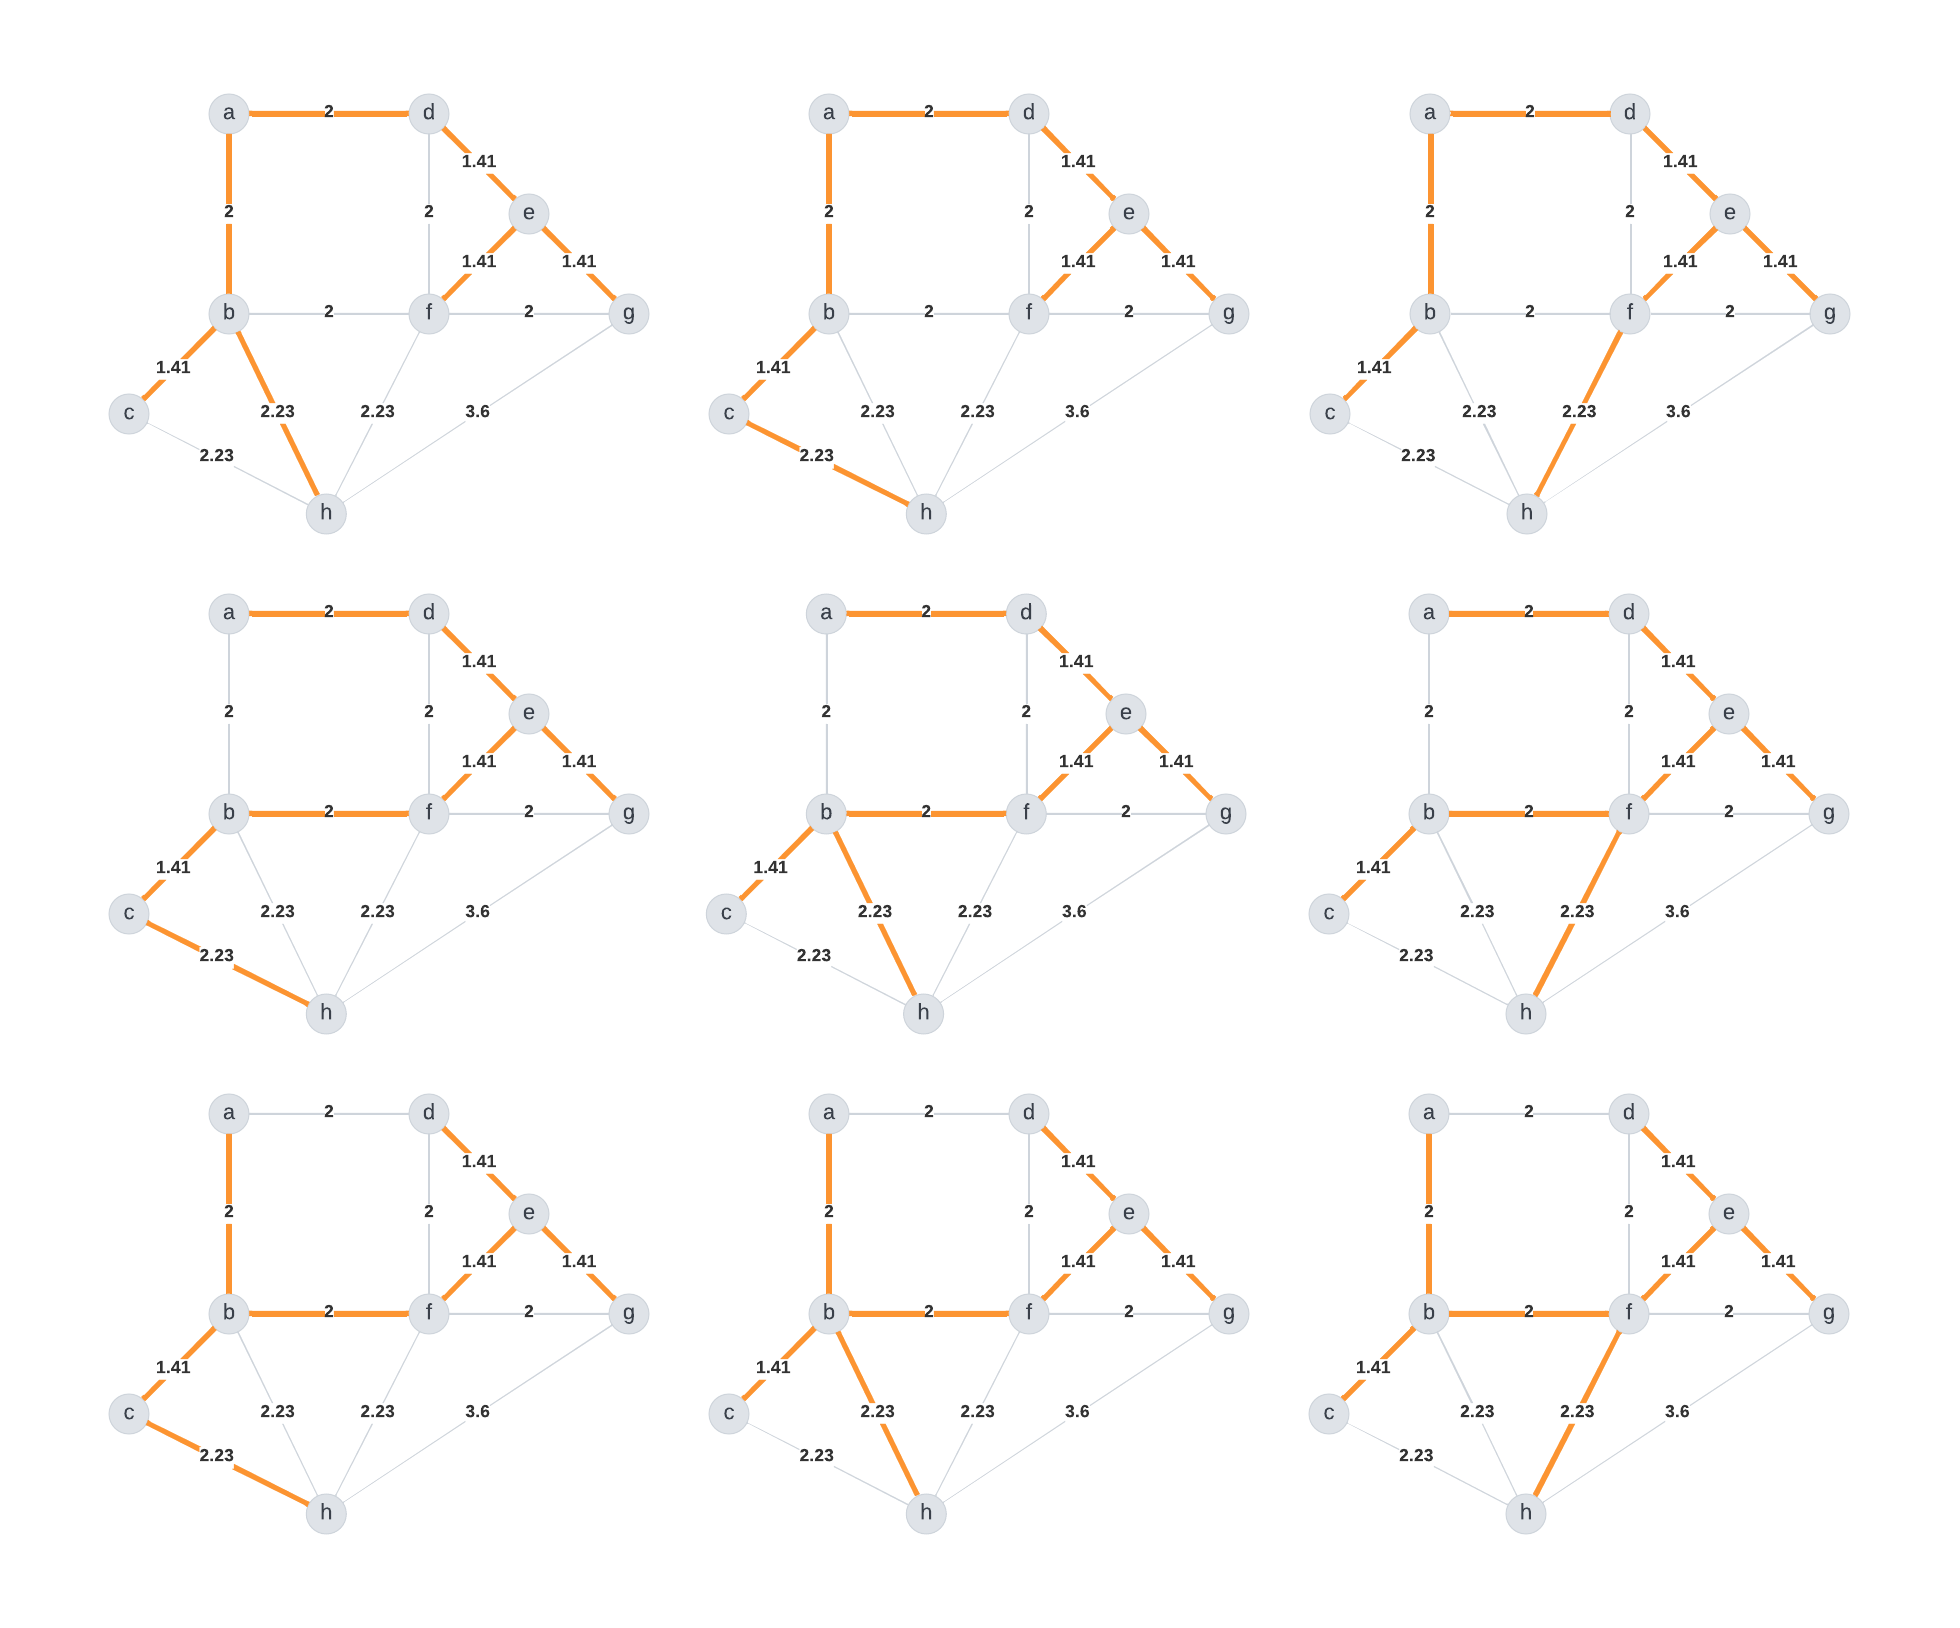 a 2 d a 2 d a 2 d
1.41 1.41 1.41
2 2 e 2 2 e 2 2 e
1.41 1.41 1.41 1.41 1.41 1.41
b 2 f 2 g b 2 f 2 g b 2 f 2 g
1.41 1.41 1.41
c 2.23 2.23 3.6 c 2.23 2.23 3.6 c 2.23 2.23 3.6
2.23 2.23 2.23
h h h
a 2 d a 2 d a 2 d
1.41 1.41 1.41
2 2 e 2 2 e 2 2 e
1.41 1.41 1.41 1.41 1.41 1.41
b 2 f 2 g b 2 f 2 g b 2 f 2 g
1.41 1.41 1.41
c 2.23 2.23 3.6 c 2.23 2.23 3.6 c 2.23 2.23 3.6
2.23 2.23 2.23
h h h
a 2 d a 2 d a 2 d
1.41 1.41 1.41
2 2 e 2 2 e 2 2 e
1.41 1.41 1.41 1.41 1.41 1.41
b 2 f 2 g b 2 f 2 g b 2 f 2 g
1.41 1.41 1.41
c 2.23 2.23 3.6 c 2.23 2.23 3.6 c 2.23 2.23 3.6
2.23 2.23 2.23
h h h